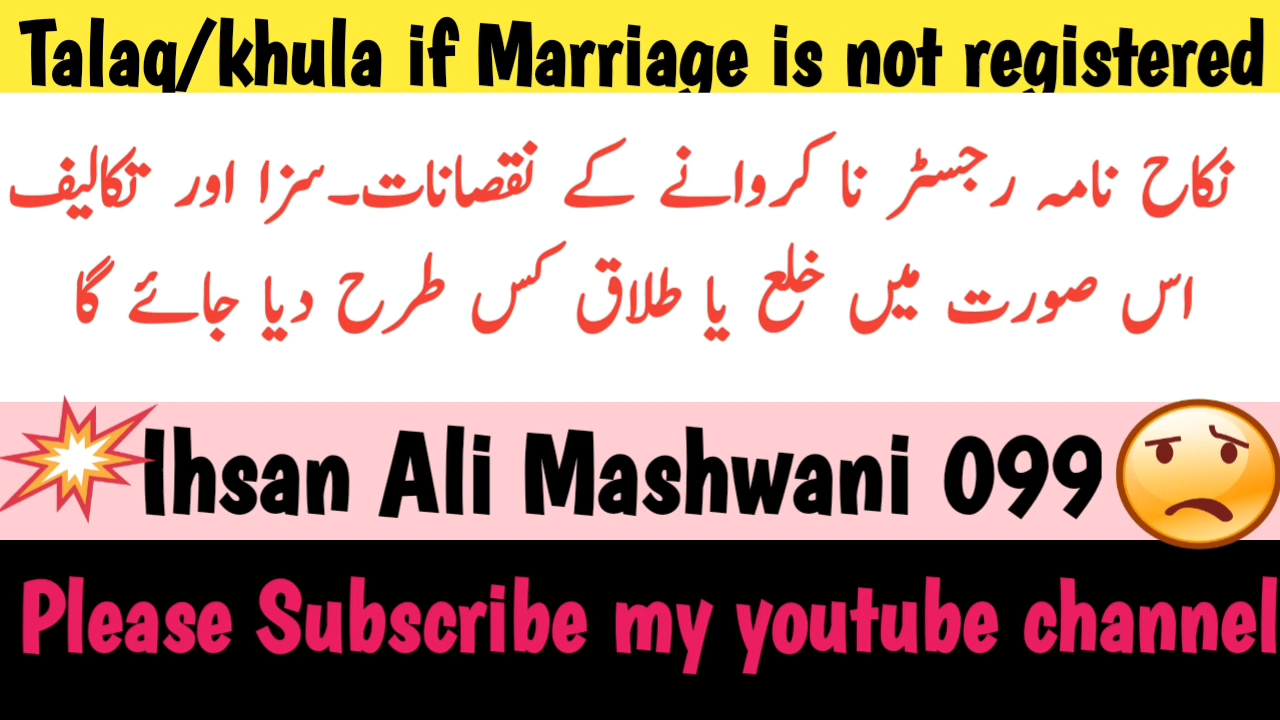 Talaq/khula if Marriage is not registered
نکاح نامہ رجسٹر نا کروانے کے نقصانات۔سزا اور تکالیف
اس صورت میں خلع یا طلاق کس طرح دیا جائے گا
Ihsan Ali Mashwani 099
Please Subscribe my youtube channel